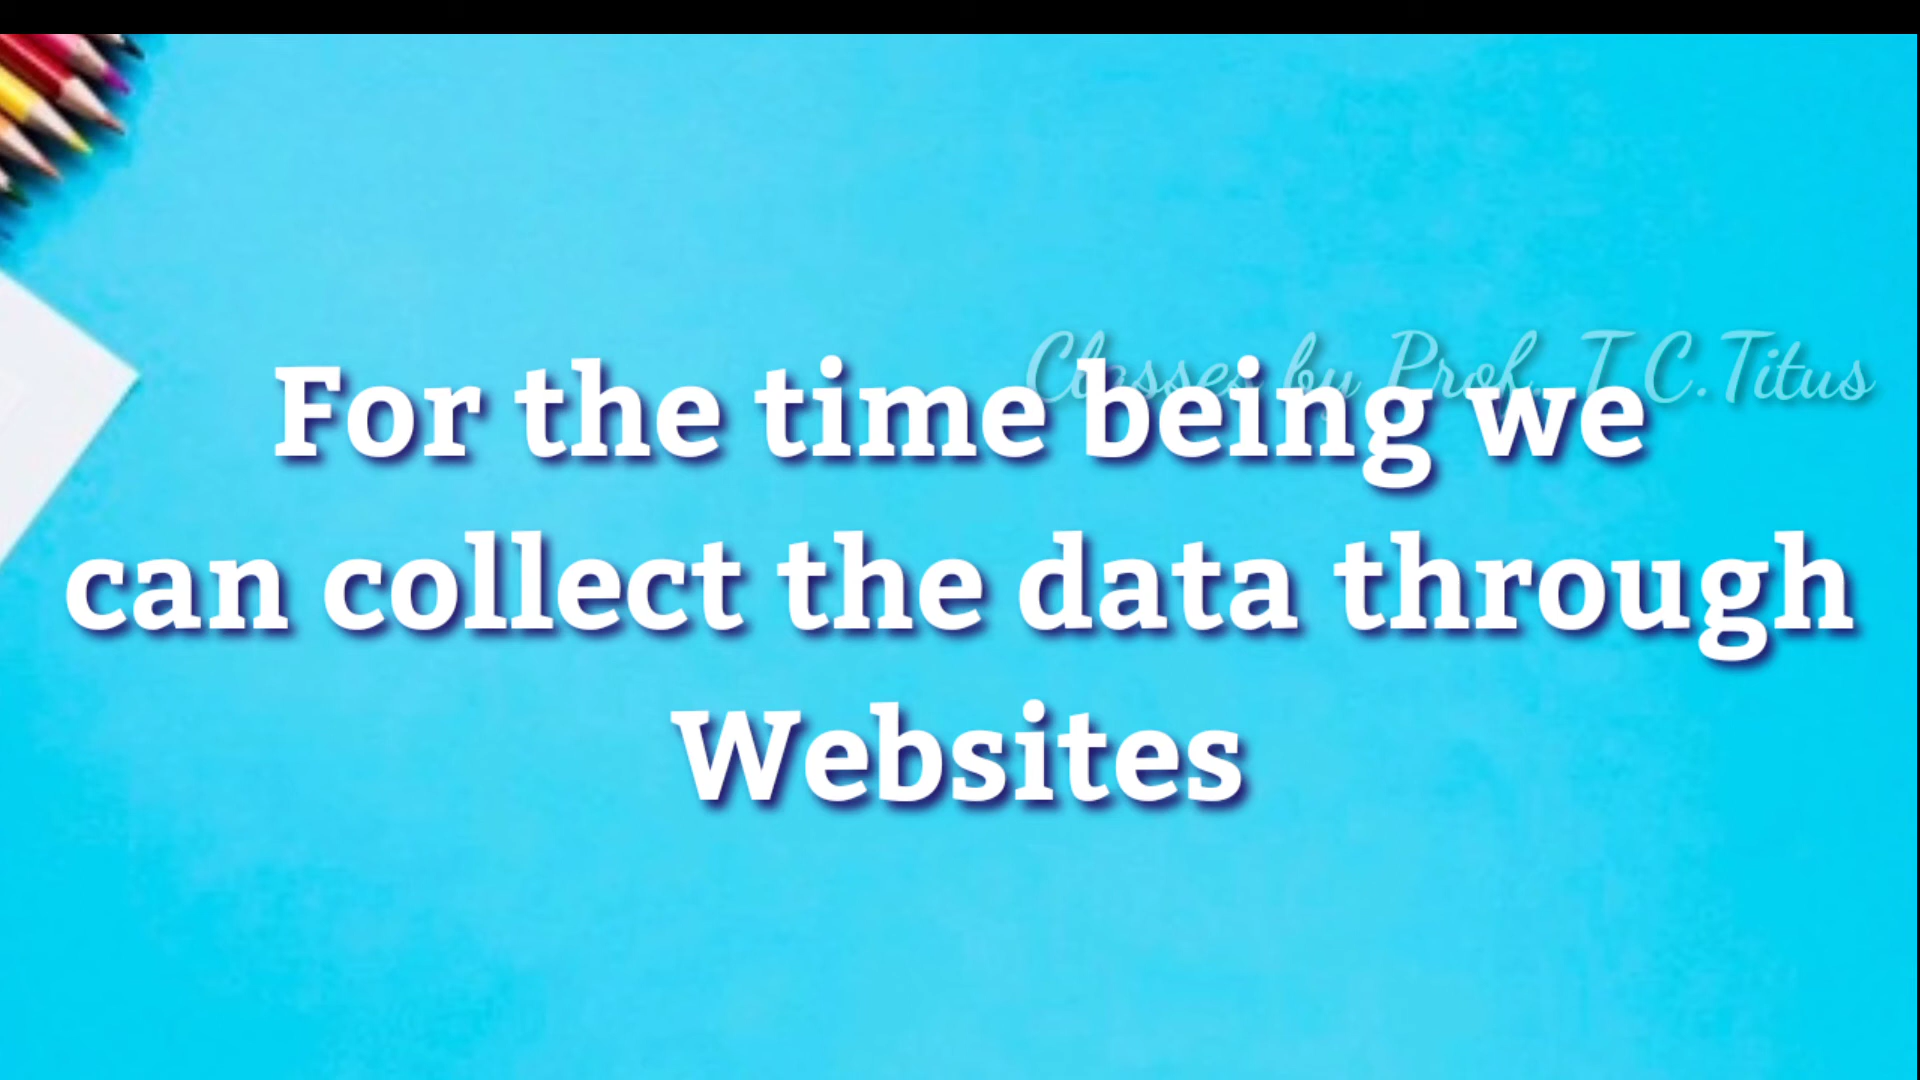 Classes by Prof. T.C.Titus
For the time being we
can collect the data through
Websites